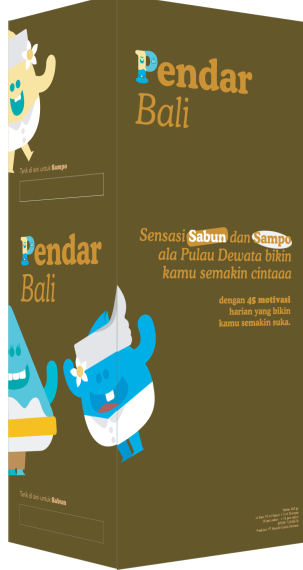 Tarik di sini untuk Sampo
Pendar
Bali
Tarik di sini untuk Sabun
Pendar
Bali
Sensasi Sabun dan Sampo
ala Pulau Dewata bikin
kamu semakin cintaaa
dengan 45 motivasi
harian yang bikin
kamu semakin suka.